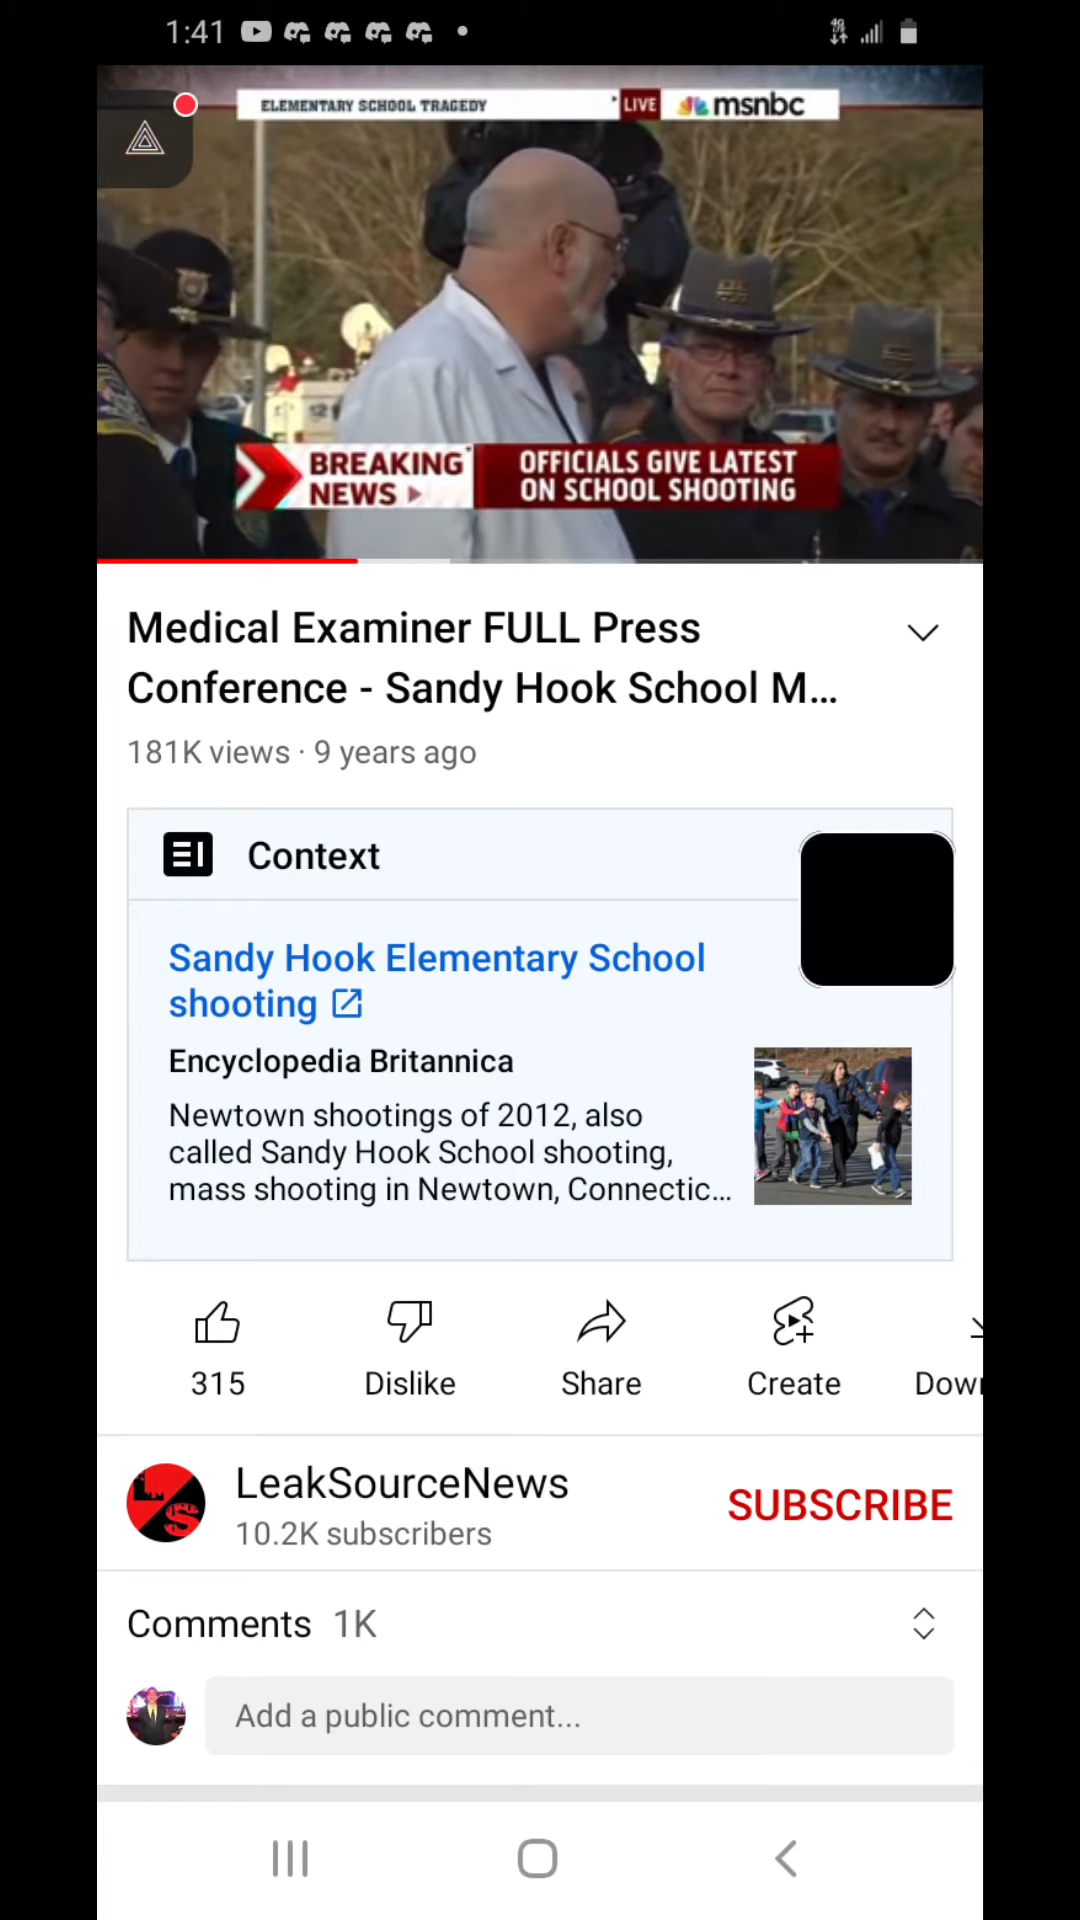 1:41
ELEMENTARY SCHOOL TRAGEDY LIVE msnbc
BREAKING NEWS
OFFICIALS GIVE LATEST
ON SCHOOL SHOOTING
Medical Examiner FULL Press
Conference - Sandy Hook School M...
181K views · 9 years ago
Context
Sandy Hook Elementary School
shooting
Encyclopedia Britannica
Newtown shootings of 2012, also
called Sandy Hook School shooting,
mass shooting in Newtown, Connectic...
315 Dislike Share Create Down
LeakSourceNews
10.2K subscribers
SUBSCRIBE
Comments 1K
Add a public comment...